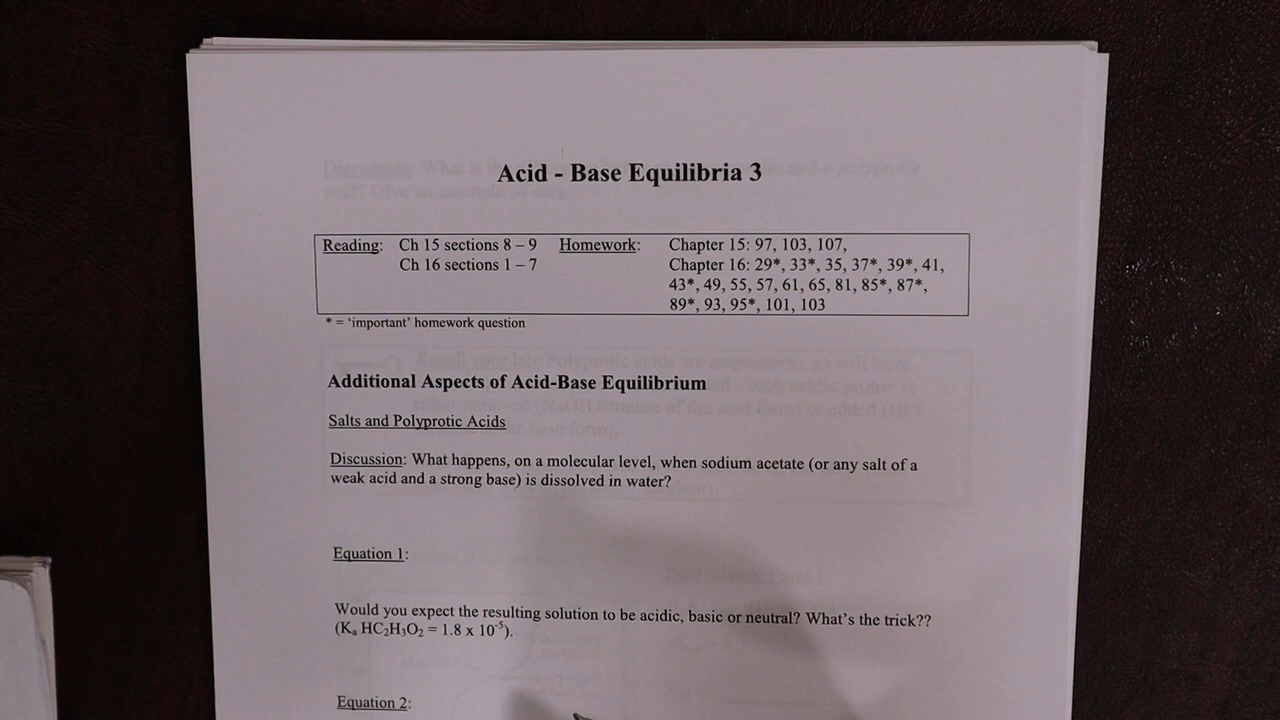 Acid - Base Equilibria 3
Reading: Ch 15 sections 8 – 9 Homework: Chapter 15: 97, 103, 107,
Ch 16 sections 1 – 7 Chapter 16: 29*, 33*, 35, 37*, 39*, 41,
43*, 49, 55, 57, 61, 65, 81, 85*, 87*,
89*, 93, 95*, 101, 103
* = ‘important’ homework question
Additional Aspects of Acid-Base Equilibrium
Salts and Polyprotic Acids
Discussion: What happens, on a molecular level, when sodium acetate (or any salt of a
weak acid and a strong base) is dissolved in water?
Equation 1:
Would you expect the resulting solution to be acidic, basic or neutral? What’s the trick??
(Kₐ HC₂H₃O₂ = 1.8 x 10⁻⁵).
Equation 2: